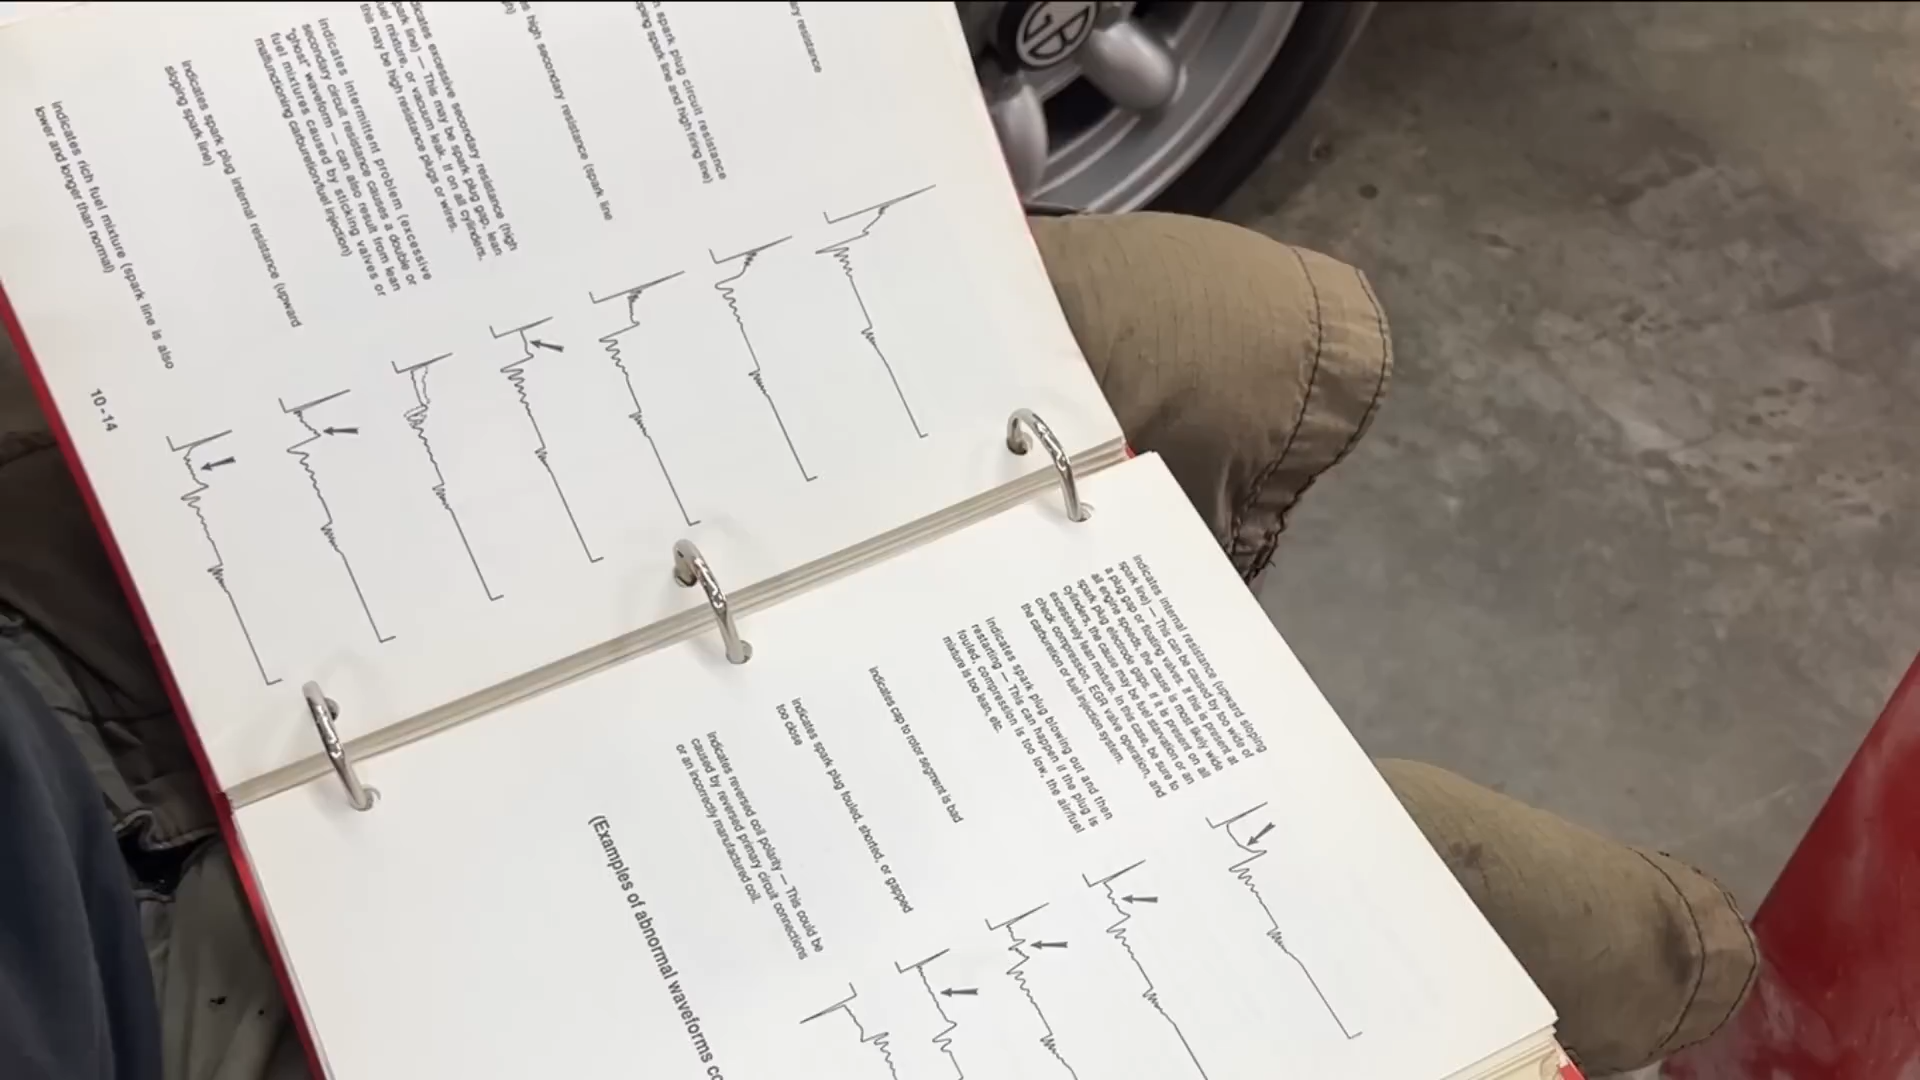 ary resistance
spark plug circuit resistance
oping spark line and high firing line)
s high secondary resistance (spark line
dicates excessive secondary resistance (high
park line) — This may be spark plug gap, lean
uel mixture, or vacuum leak. If on all cylinders,
this may be high resistance plugs or wires.
indicates intermittent problem (excessive
secondary circuit resistance causes a double or
"ghost" waveform — can also result from lean
fuel mixtures caused by sticking valves or
malfunctioning carburetion/fuel injection)
indicates spark plug internal resistance (upward
sloping spark line)
indicates rich fuel mixture (spark line is also
lower and longer than normal)
10-14
indicates internal resistance (upward sloping
spark line) — This can be caused by too wide of
a plug gap or floating valves. If this is present at
all engine speeds, the cause is most likely wide
spark plug electrode gaps. If it is present on all
cylinders, the cause may be fuel starvation or an
excessively lean mixture. In this case, be sure to
check compression, EGR valve operation, and
the carburetion or fuel injection system.
indicates spark plug blowing out and then
restarting — This can happen if the plug is
fouled, compression is too low, the air/fuel
mixture is too lean, etc.
indicates cap to rotor segment is bad
indicates spark plug fouled, shorted, or gapped
too close
indicates reversed coil polarity — This could be
caused by reversed primary circuit connections
or an incorrectly manufactured coil.
(Examples of abnormal waveforms co